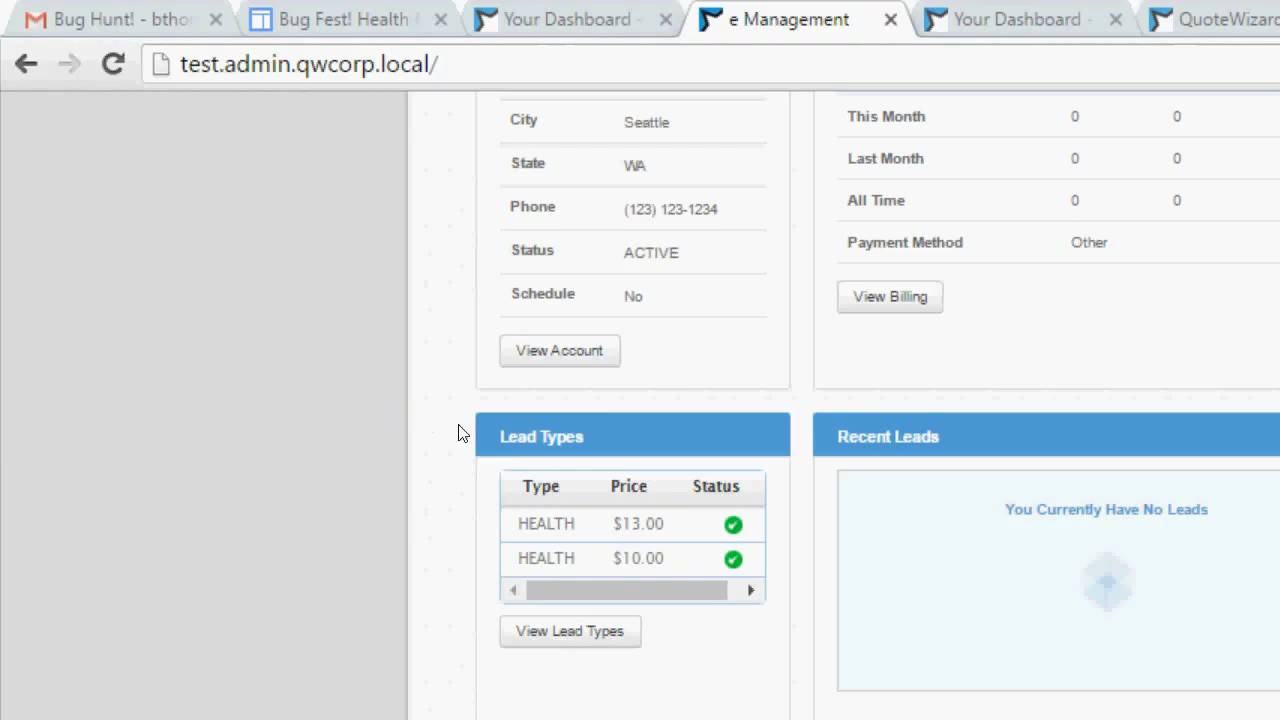 Bug Hunt! - btho
Bug Fest! Health
Your Dashboard -
e Management
Your Dashboard -
QuoteWizard
test.admin.qwcorp.local/
City Seattle
State WA
Phone (123) 123-1234
Status ACTIVE
Schedule No
View Account
This Month 0 0
Last Month 0 0
All Time 0 0
Payment Method Other
View Billing
Lead Types
Type Price Status
HEALTH $13.00
HEALTH $10.00
View Lead Types
Recent Leads
You Currently Have No Leads